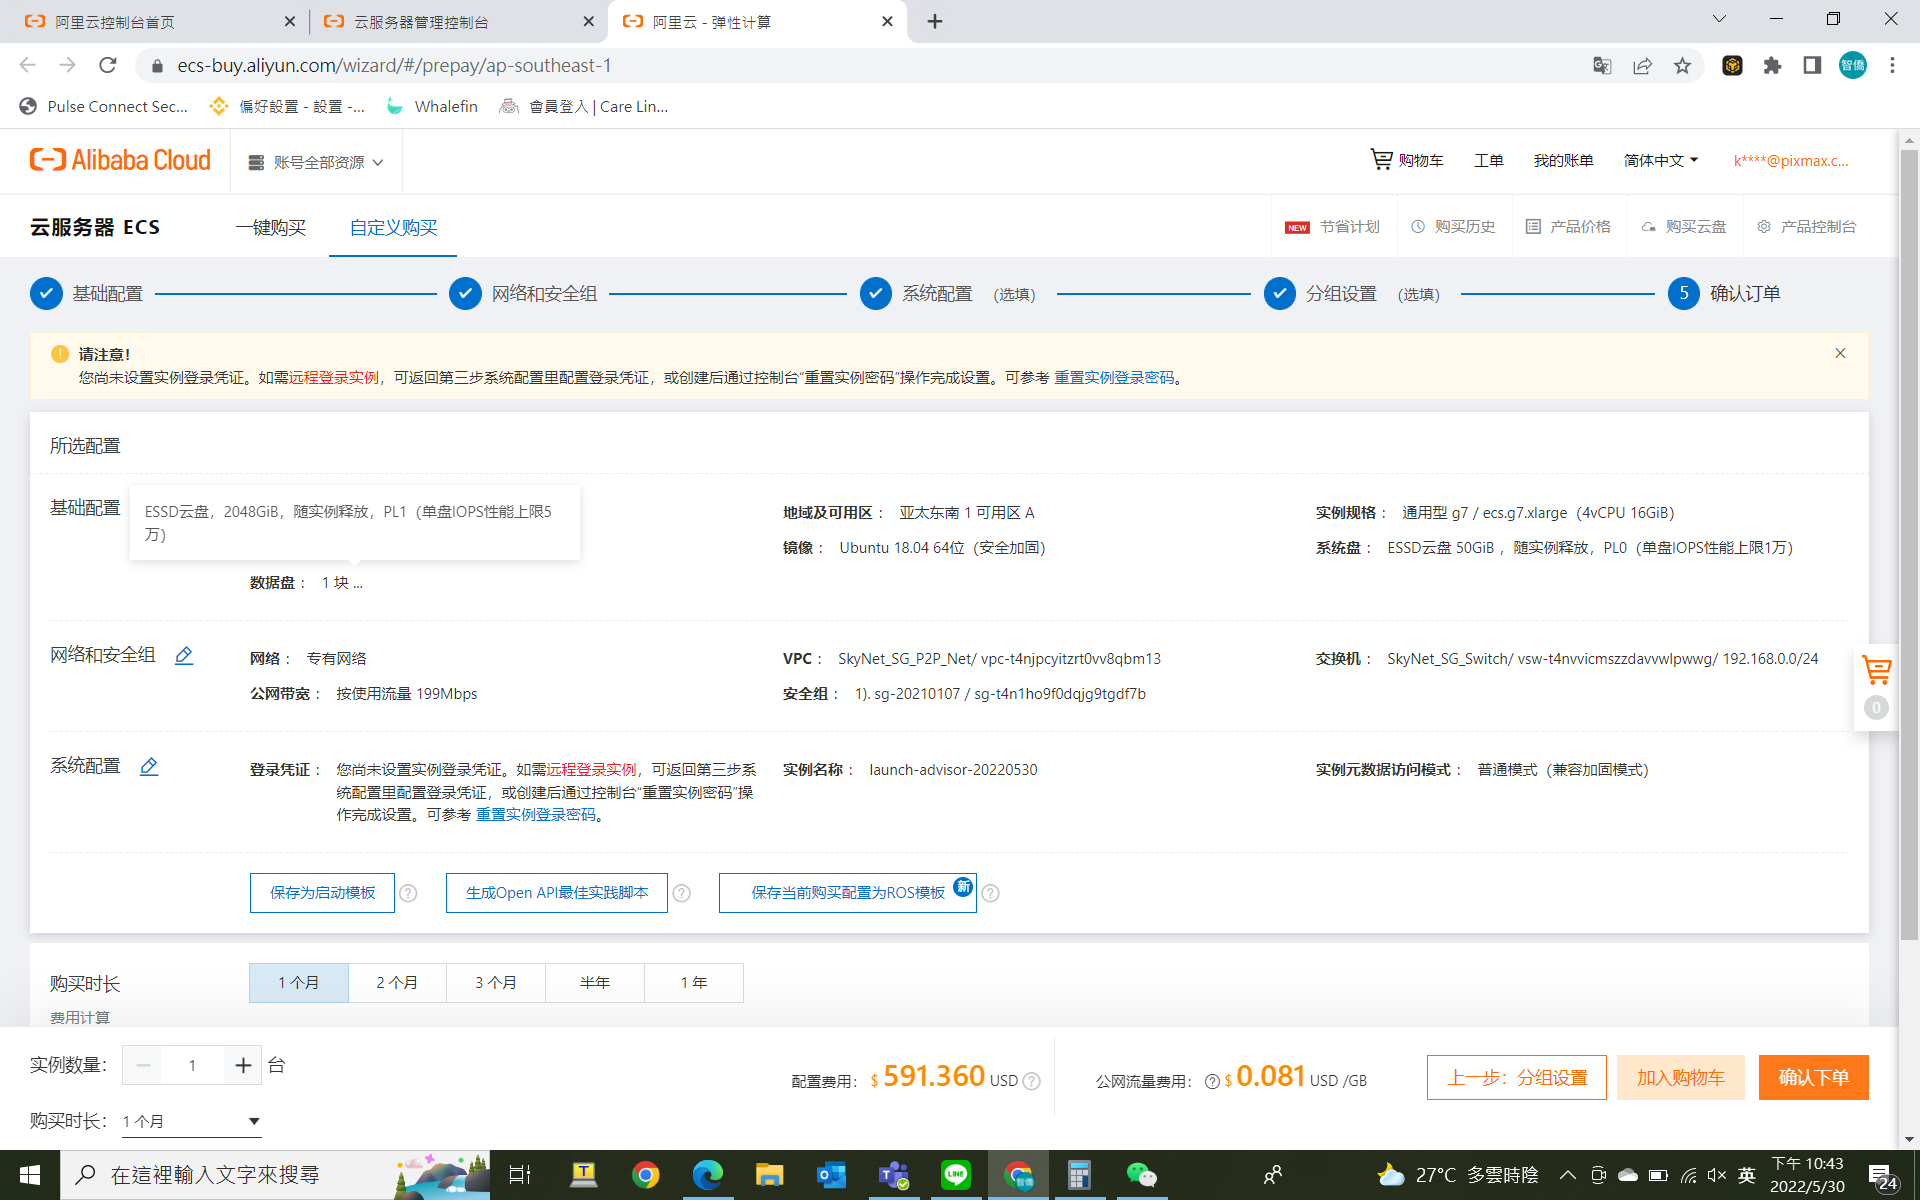 阿里云控制台首页
云服务器管理控制台
阿里云 - 弹性计算
ecs-buy.aliyun.com/wizard/#/prepay/ap-southeast-1
智僑
Pulse Connect Sec...
偏好設置 - 設置 -...
Whalefin
會員登入 | Care Lin...
Alibaba Cloud
账号全部资源
购物车
工单
我的账单
简体中文
k****@pixmax.c...
云服务器 ECS
一键购买
自定义购买
NEW 节省计划
购买历史
产品价格
购买云盘
产品控制台
基础配置
网络和安全组
系统配置 (选填)
分组设置 (选填)
5 确认订单
请注意！
您尚未设置实例登录凭证。如需远程登录实例，可返回第三步系统配置里配置登录凭证，或创建后通过控制台“重置实例密码”操作完成设置。可参考 重置实例登录密码。
所选配置
基础配置
ESSD云盘，2048GiB，随实例释放，PL1（单盘IOPS性能上限5
万）
地域及可用区： 亚太东南 1 可用区 A
实例规格： 通用型 g7 / ecs.g7.xlarge（4vCPU 16GiB）
镜像： Ubuntu 18.04 64位（安全加固）
系统盘： ESSD云盘 50GiB ，随实例释放，PL0（单盘IOPS性能上限1万）
数据盘： 1 块 ...
网络和安全组
网络： 专有网络
VPC： SkyNet_SG_P2P_Net/ vpc-t4njpcyitzrt0vv8qbm13
交换机： SkyNet_SG_Switch/ vsw-t4nvvicmszzdavvwlpwwg/ 192.168.0.0/24
公网带宽： 按使用流量 199Mbps
安全组： 1). sg-20210107 / sg-t4n1ho9f0dqjg9tgdf7b
0
系统配置
登录凭证： 您尚未设置实例登录凭证。如需远程登录实例，可返回第三步系
统配置里配置登录凭证，或创建后通过控制台“重置实例密码”操
作完成设置。可参考 重置实例登录密码。
实例名称： launch-advisor-20220530
实例元数据访问模式： 普通模式（兼容加固模式）
保存为启动模板
生成Open API最佳实践脚本
保存当前购买配置为ROS模板 新
购买时长
1 个月
2 个月
3 个月
半年
1 年
费用计算
实例数量： 1 台
配置费用： $ 591.360 USD
公网流量费用： $ 0.081 USD /GB
上一步：分组设置
加入购物车
确认下单
购买时长： 1 个月
在這裡輸入文字來搜尋
27°C 多雲時陰
英
下午 10:43
2022/5/30
24